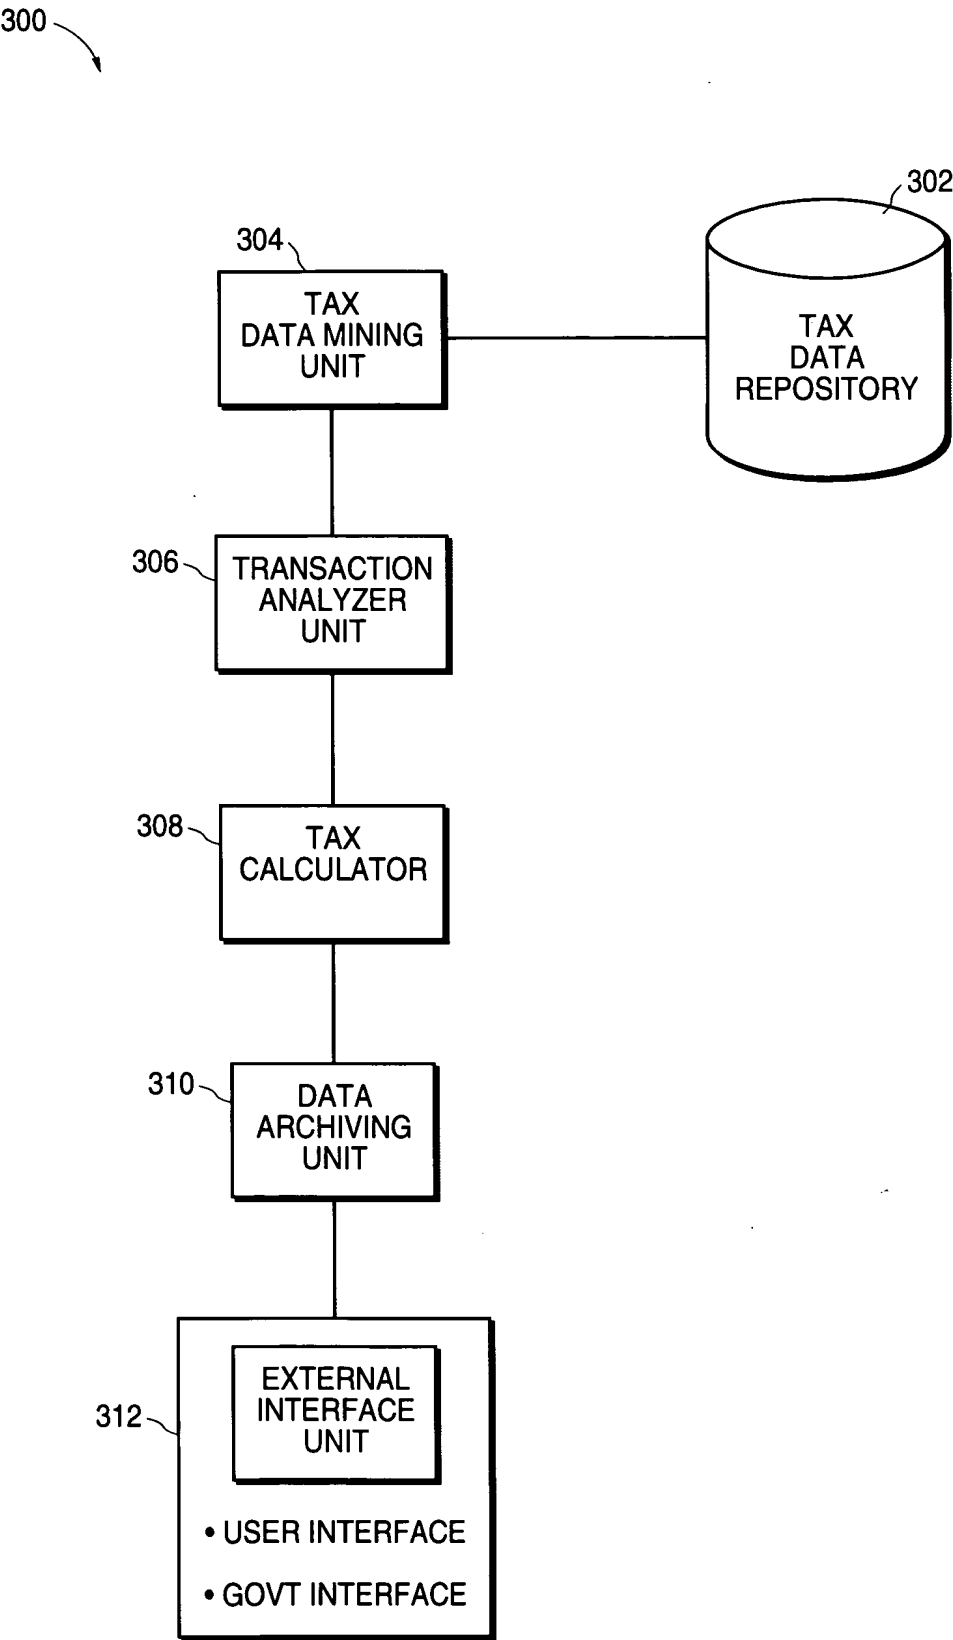 300
302
304
TAX
DATA MINING
UNIT
TAX
DATA
REPOSITORY
306
TRANSACTION
ANALYZER
UNIT
308
TAX
CALCULATOR
310
DATA
ARCHIVING
UNIT
312
EXTERNAL
INTERFACE
UNIT
• USER INTERFACE
• GOVT INTERFACE